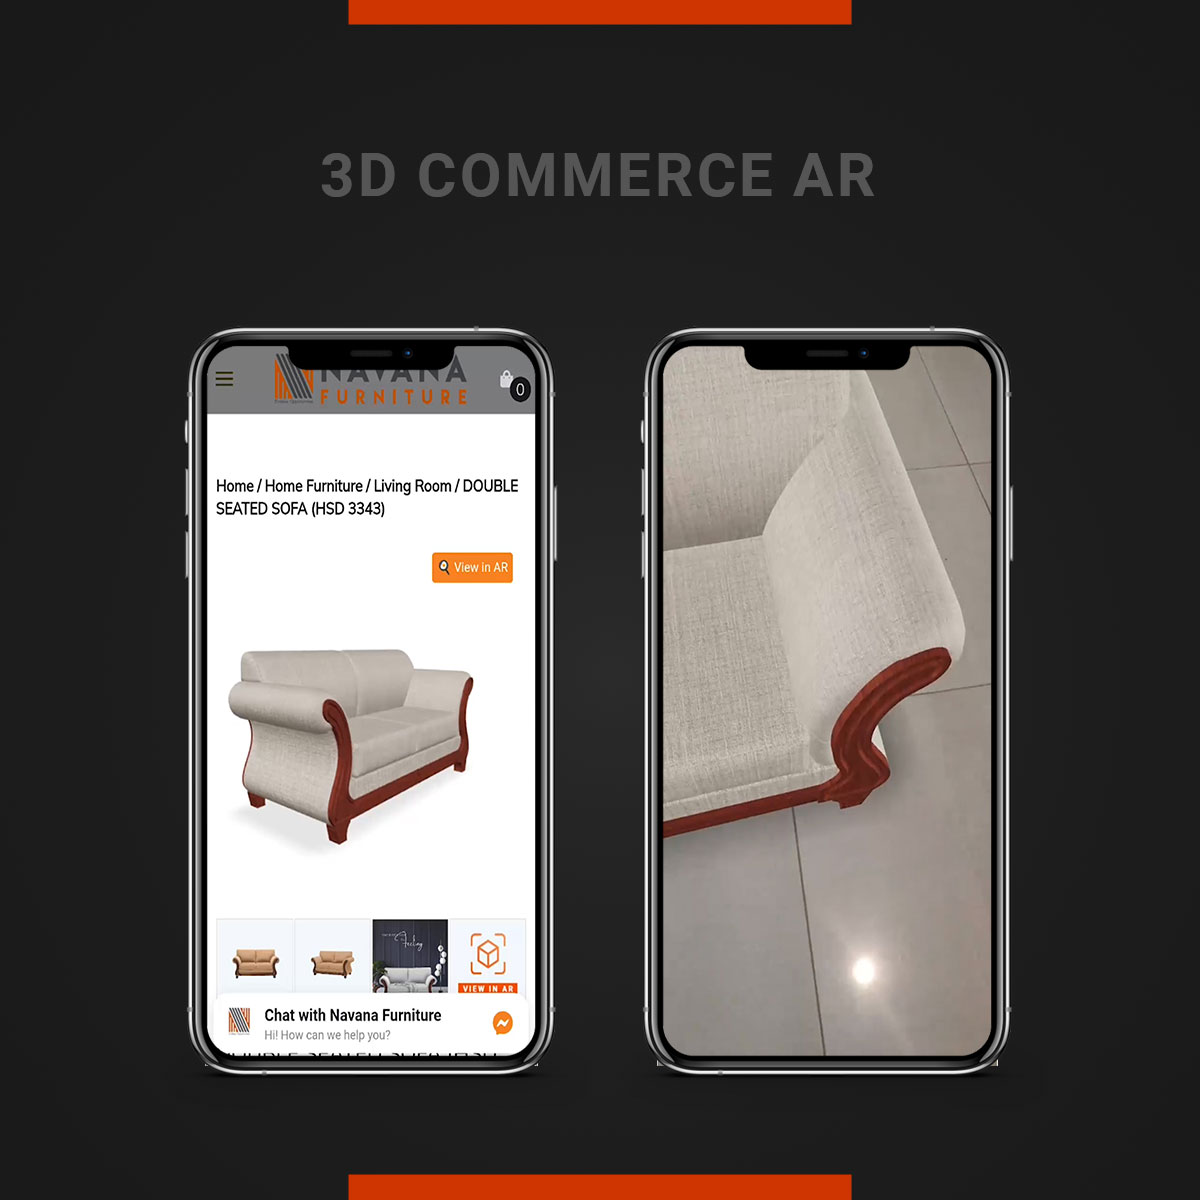 3D COMMERCE AR
NAVANA
FURNITURE
0
Home / Home Furniture / Living Room / DOUBLE
SEATED SOFA (HSD 3343)
View in AR
Feeling
VIEW IN AR
Chat with Navana Furniture
Hi! How can we help you?